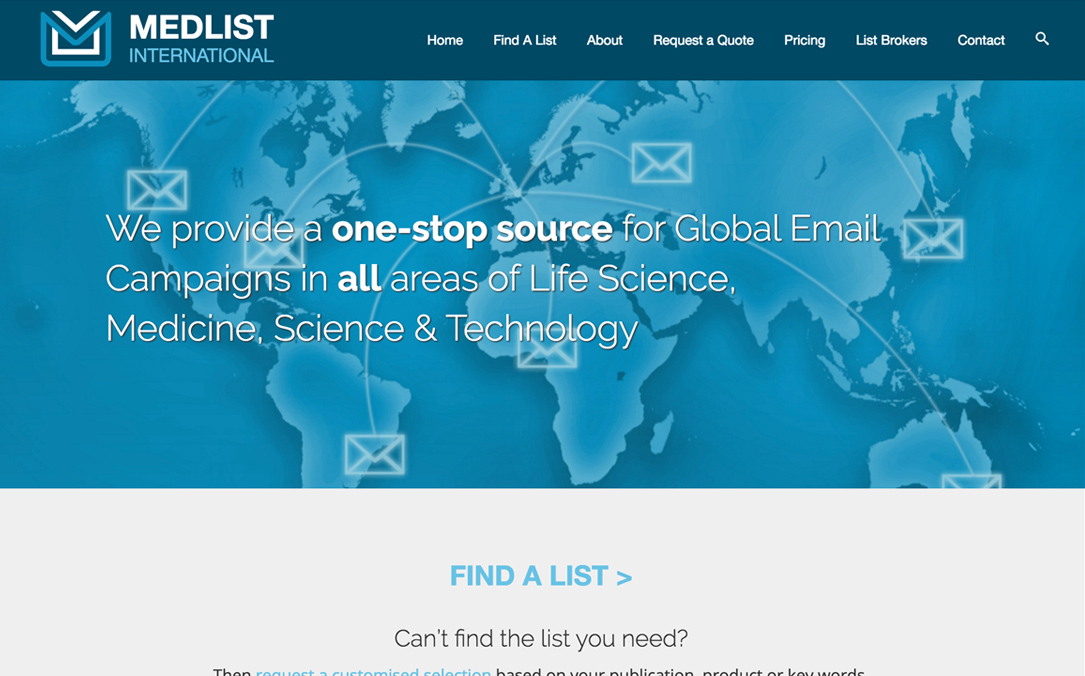 MEDLIST
INTERNATIONAL
Home Find A List About Request a Quote Pricing List Brokers Contact
We provide a one-stop source for Global Email
Campaigns in all areas of Life Science,
Medicine, Science & Technology
FIND A LIST >
Can't find the list you need?
Then request a customised selection based on your publication, product or key words